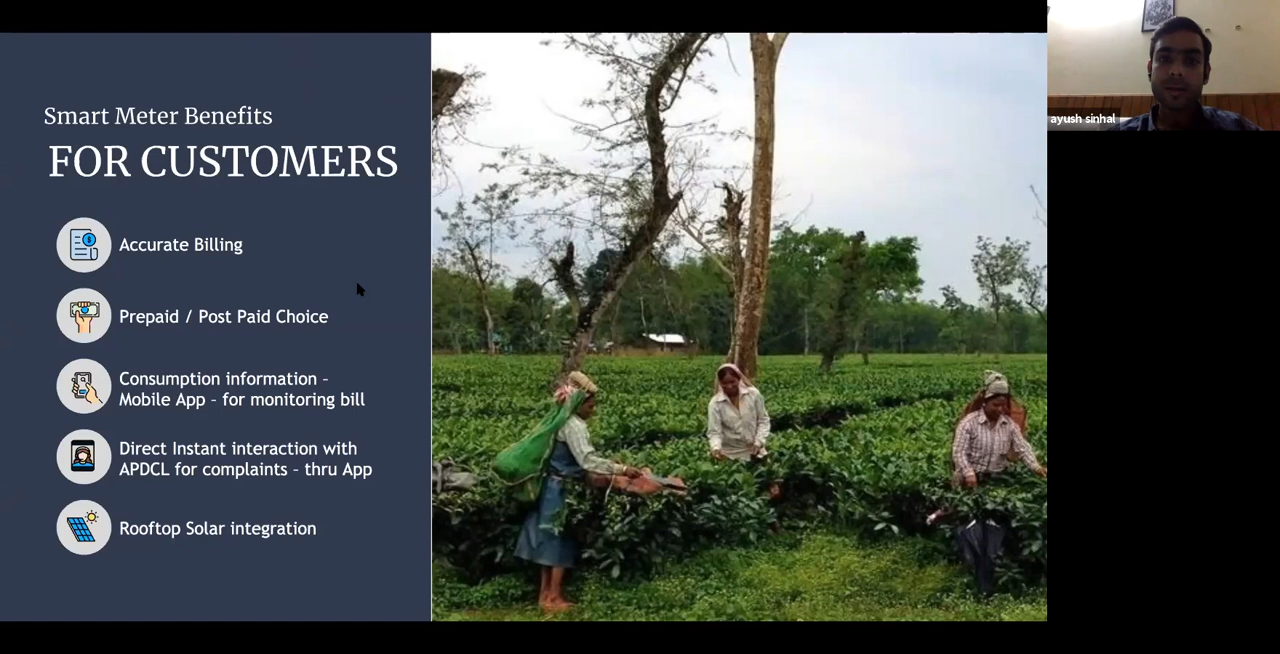 Smart Meter Benefits
FOR CUSTOMERS
Accurate Billing
Prepaid / Post Paid Choice
Consumption information –
Mobile App – for monitoring bill
Direct Instant interaction with
APDCL for complaints – thru App
Rooftop Solar integration
ayush sinhal